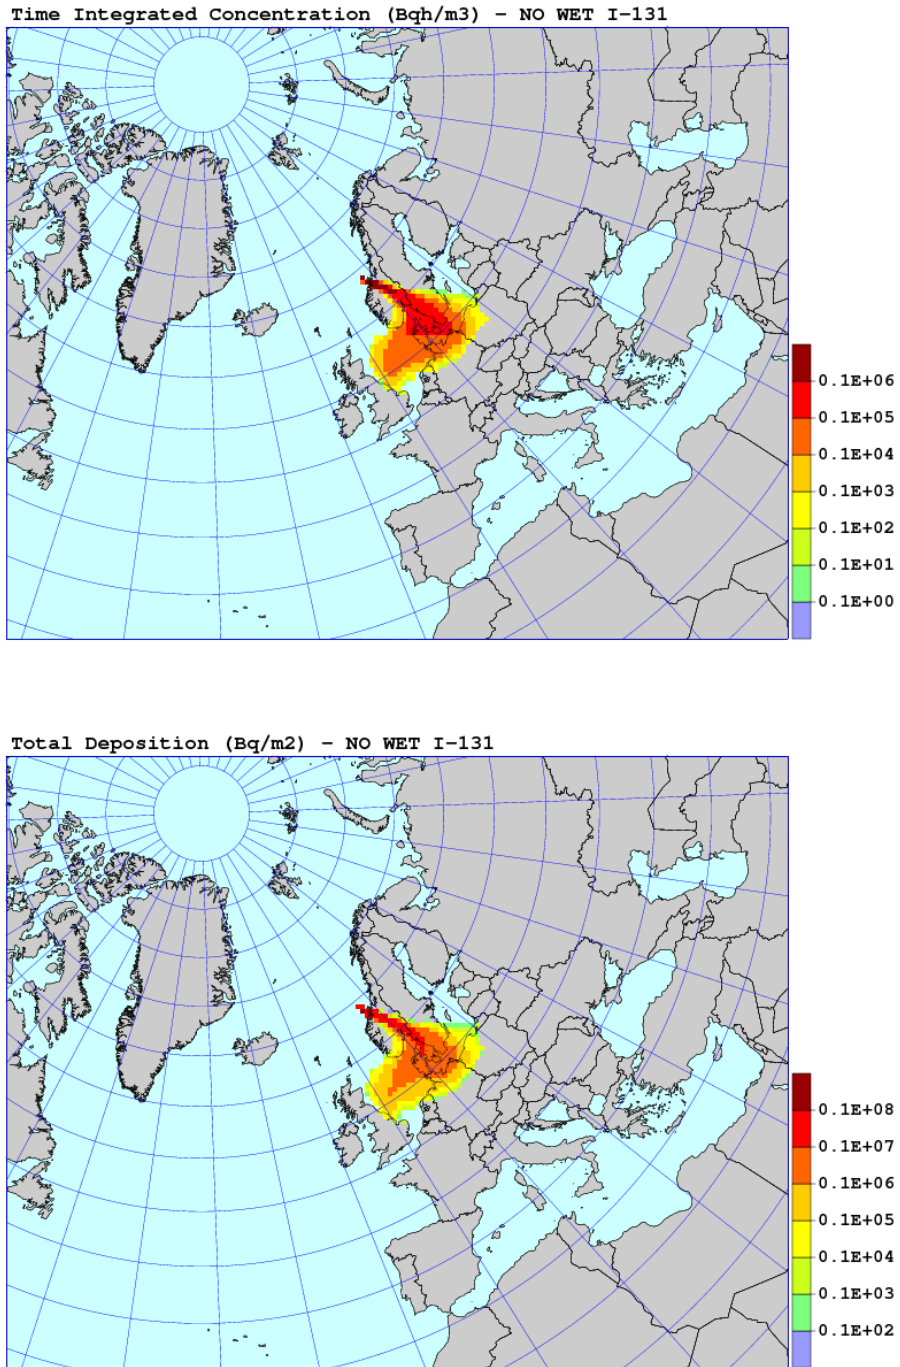 Time Integrated Concentration (Bqh/m3) - NO WET I-131
0.1E+06
0.1E+05
0.1E+04
0.1E+03
0.1E+02
0.1E+01
0.1E+00
Total Deposition (Bq/m2) - NO WET I-131
0.1E+08
0.1E+07
0.1E+06
0.1E+05
0.1E+04
0.1E+03
0.1E+02